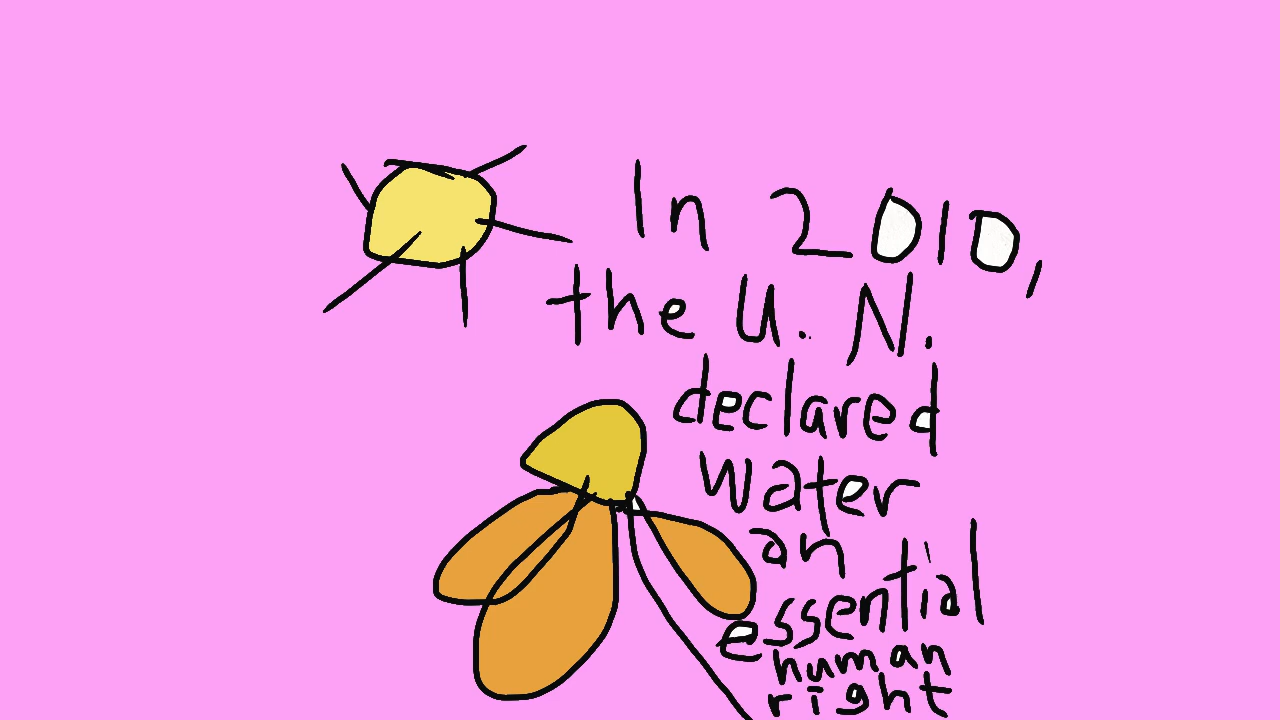 In 2010,
the U.N.
declared
water
an
essential
human
right